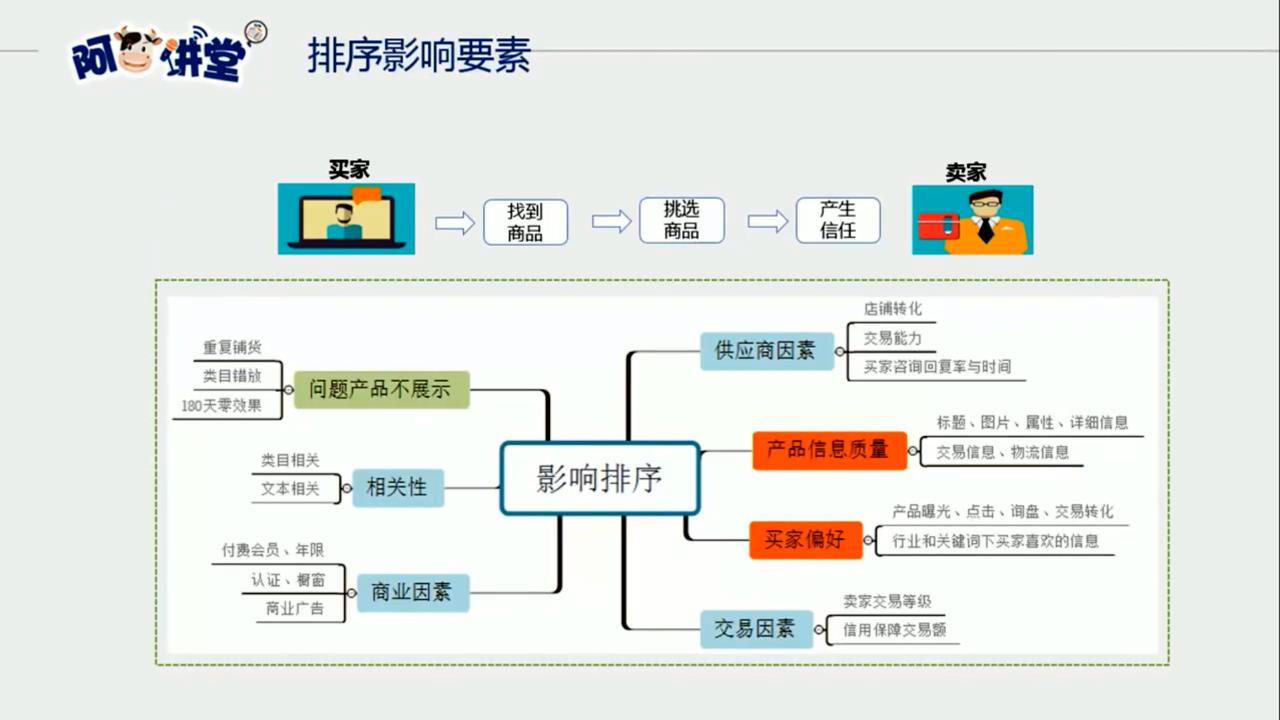 阿牛讲堂
排序影响要素
买家
找到
商品
挑选
商品
产生
信任
卖家
重复铺货
类目错放
180天零效果
问题产品不展示
类目相关
文本相关
相关性
付费会员、年限
认证、橱窗
商业广告
商业因素
影响排序
供应商因素
店铺转化
交易能力
买家咨询回复率与时间
产品信息质量
标题、图片、属性、详细信息
交易信息、物流信息
买家偏好
产品曝光、点击、询盘、交易转化
行业和关键词下买家喜欢的信息
交易因素
卖家交易等级
信用保障交易额